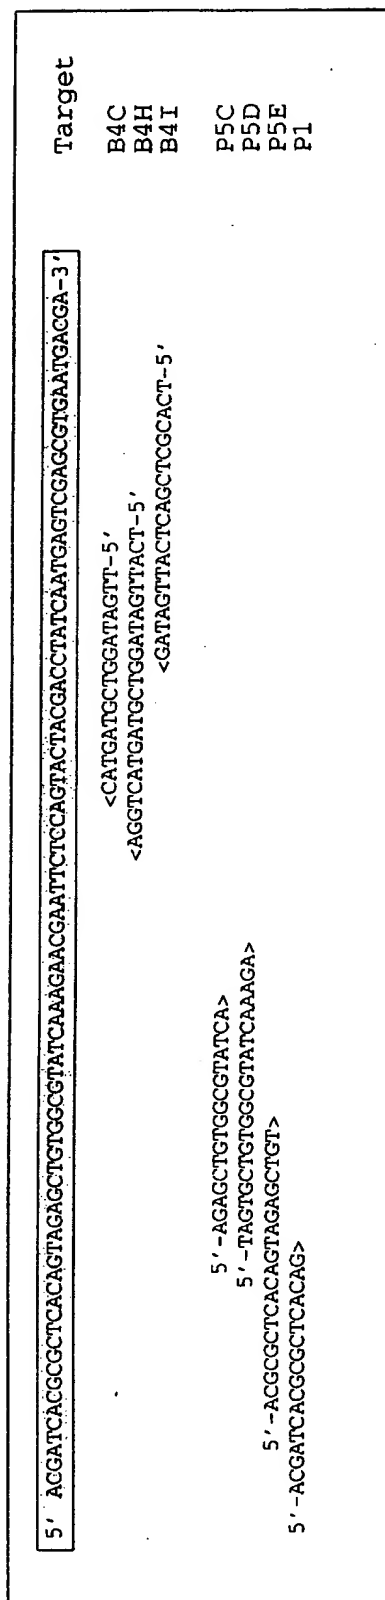 5' ACGATCACGCGCTCACAGTAGAGCTGTGGCGTATCAAAGAACGAATTCTCCAGTACTACGACCTATCAATGAGTCGAGCGTGAATGACGA-3' Target
<CATGATGCTGGATAGTT-5' B4C
<AGGTCATGATGCTGGATAGTTACT-5' B4H
<GATAGTTACTCAGCTCGCACT-5' B4I
5'-AGAGCTGTGGCGTATCA> P5C
5'-TAGTGCTGTGGCGTATCAAAGA> P5D
5'-ACGCGCTCACAGTAGAGCTGT> P5E
5'-ACGATCACGCGCTCACAG> P1